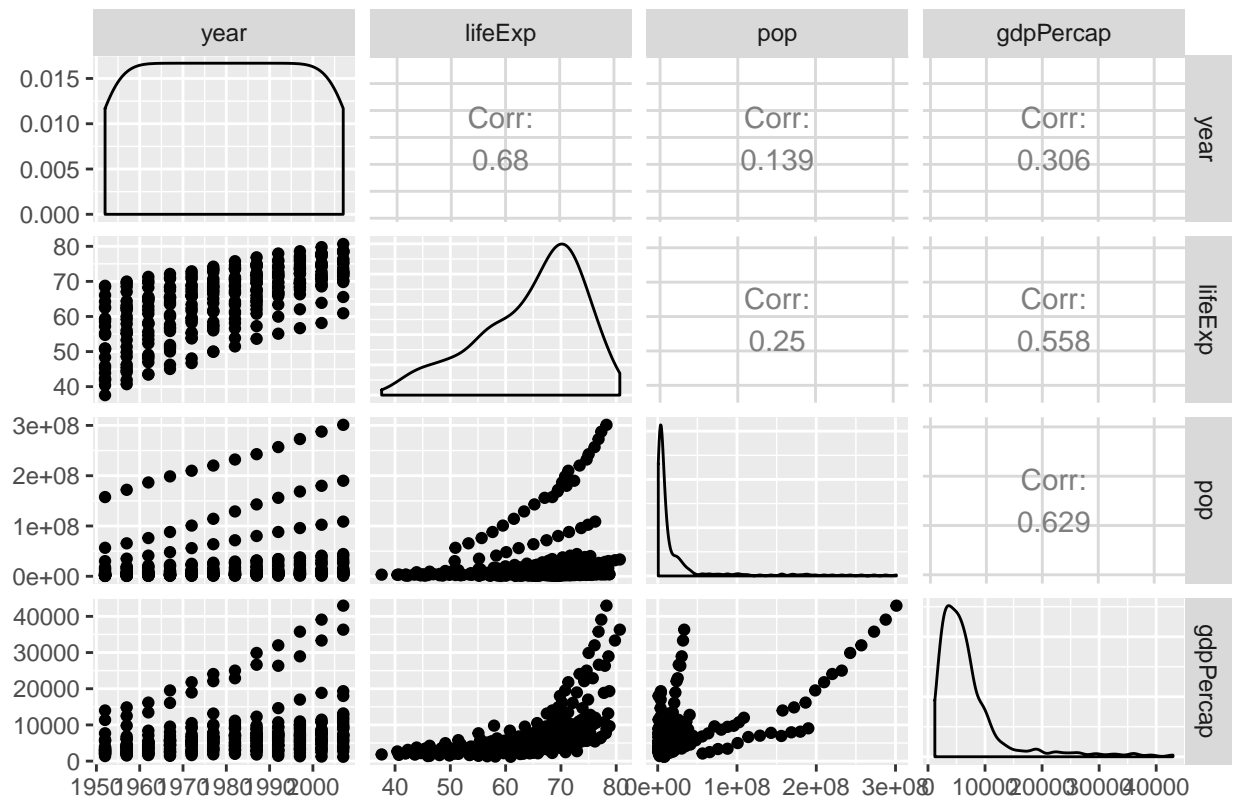 year lifeExp pop gdpPercap
0.015
0.010
0.005
0.000
Corr:
0.68
Corr:
0.139
Corr:
0.306
year
80
70
60
50
40
Corr:
0.25
Corr:
0.558
lifeExp
3e+08
2e+08
1e+08
0e+00
Corr:
0.629
pop
40000
30000
20000
10000
0
gdpPercap
1950 1960 1970 1980 1990 2000 40 50 60 70 80 0e+00 1e+08 2e+08 3e+08 0 10000 20000 30000 40000